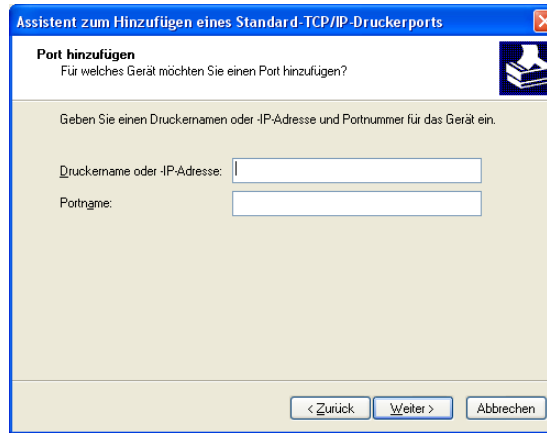 Assistent zum Hinzufügen eines Standard-TCP/IP-Druckerports
Port hinzufügen
Für welches Gerät möchten Sie einen Port hinzufügen?
Geben Sie einen Druckernamen oder -IP-Adresse und Portnummer für das Gerät ein.
Druckername oder -IP-Adresse:
Portname:
< Zurück Weiter > Abbrechen